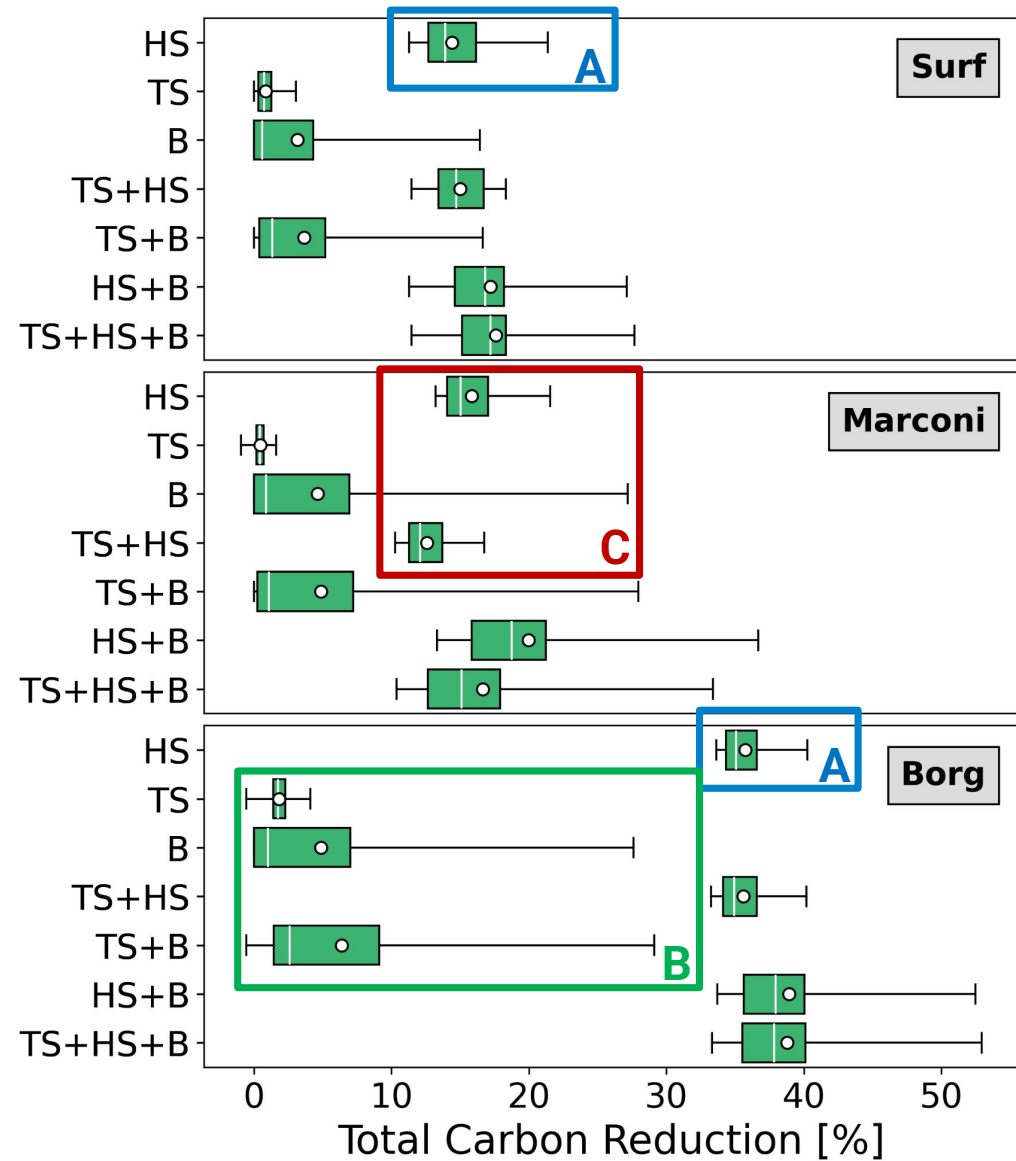 HS
A
Surf
TS
B
TS+HS
TS+B
HS+B
TS+HS+B
HS
Marconi
TS
B
TS+HS
C
TS+B
HS+B
TS+HS+B
HS
A
Borg
TS
B
TS+HS
TS+B
B
HS+B
TS+HS+B
0 10 20 30 40 50
Total Carbon Reduction [%]